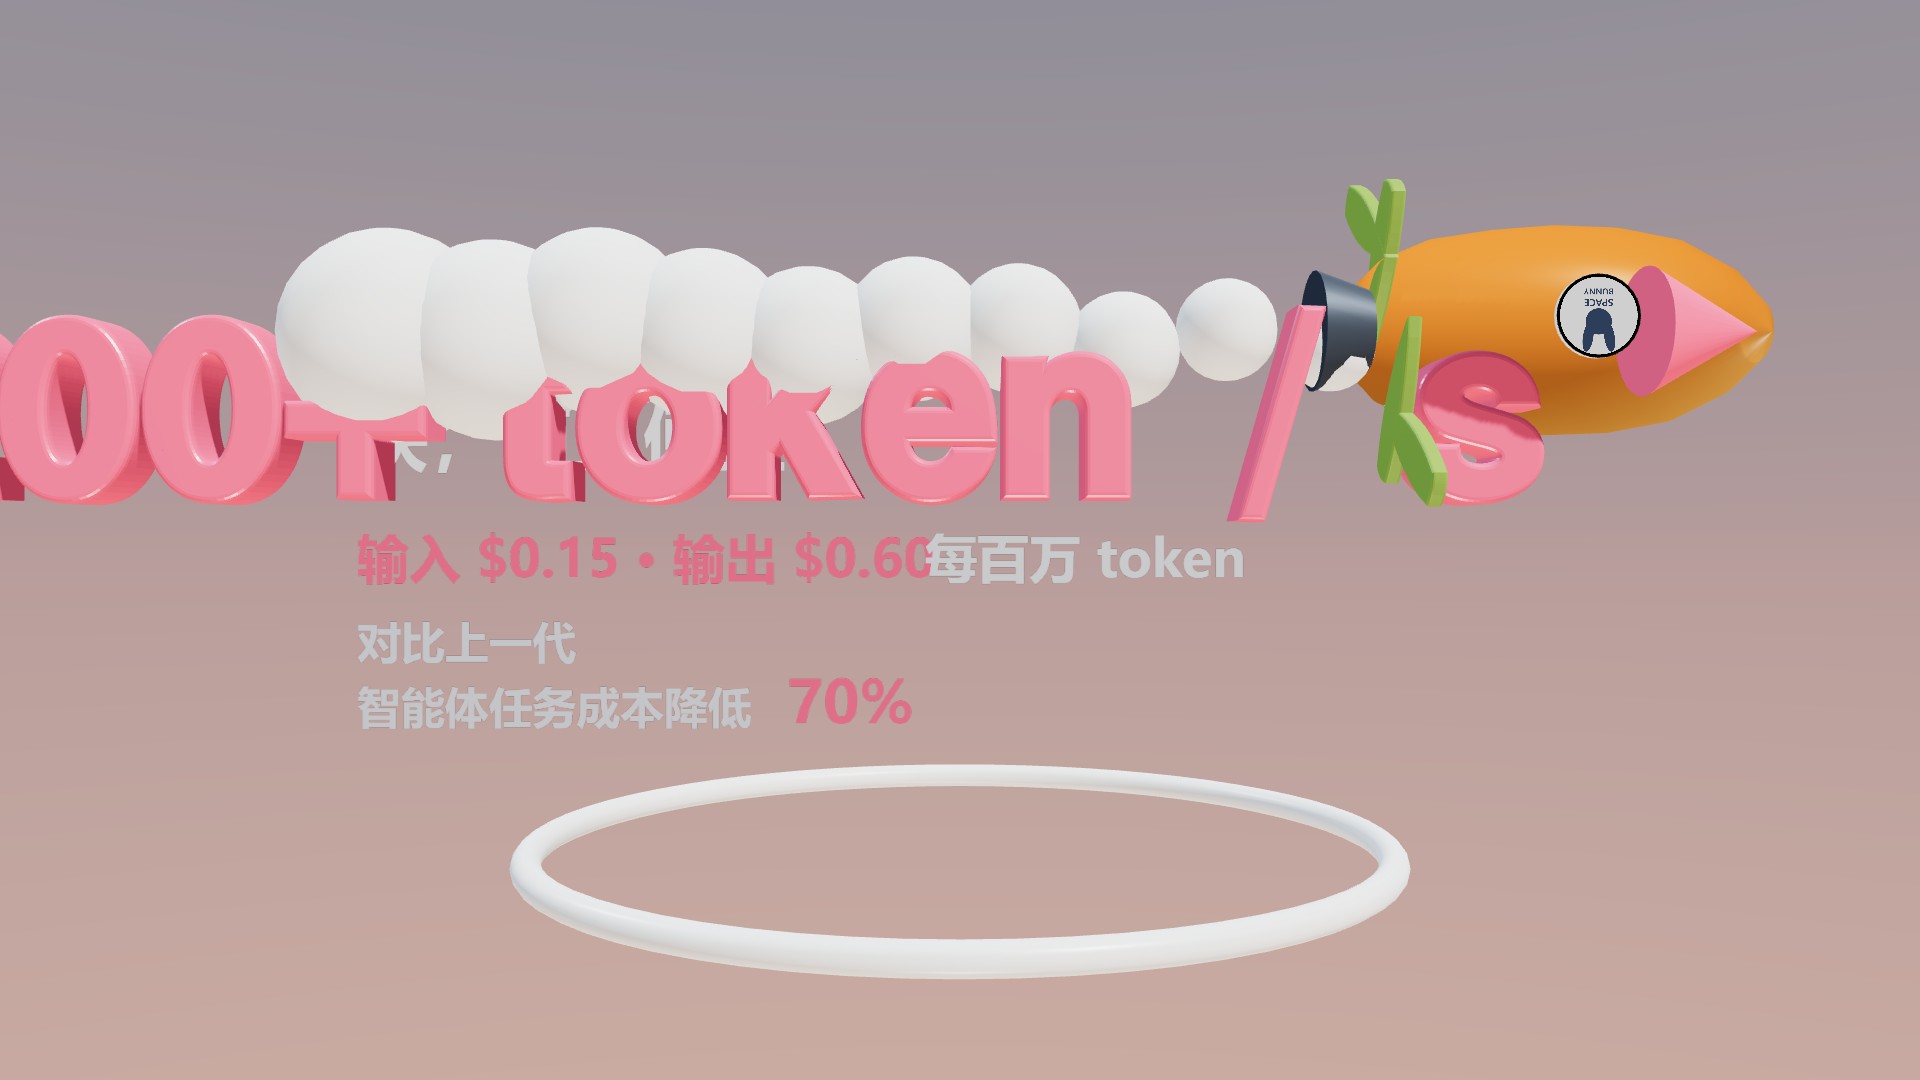 00+ token /s
输入 $0.15 • 输出 $0.60 每百万 token
对比上一代
智能体任务成本降低 70%
SPACE
BUNNY